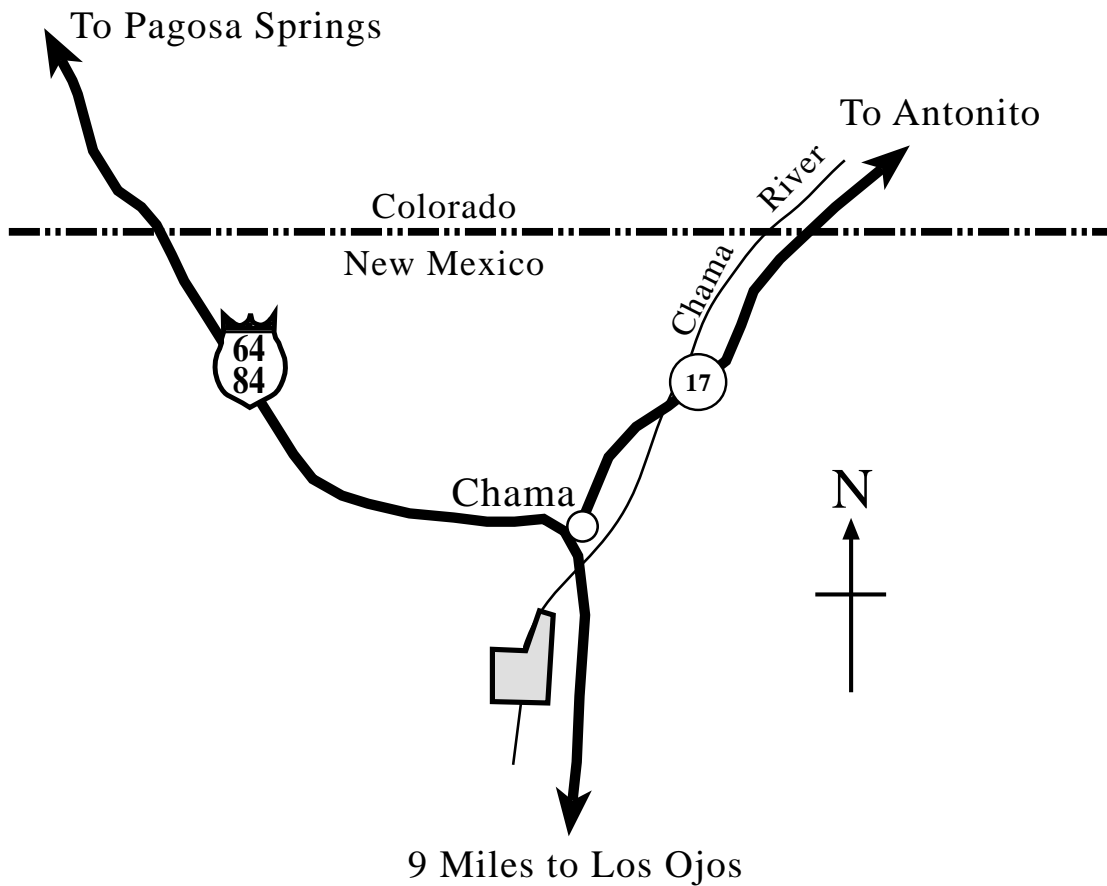 To Pagosa Springs
To Antonito
River
Colorado
New Mexico
Chama
64
84
17
Chama
N
9 Miles to Los Ojos